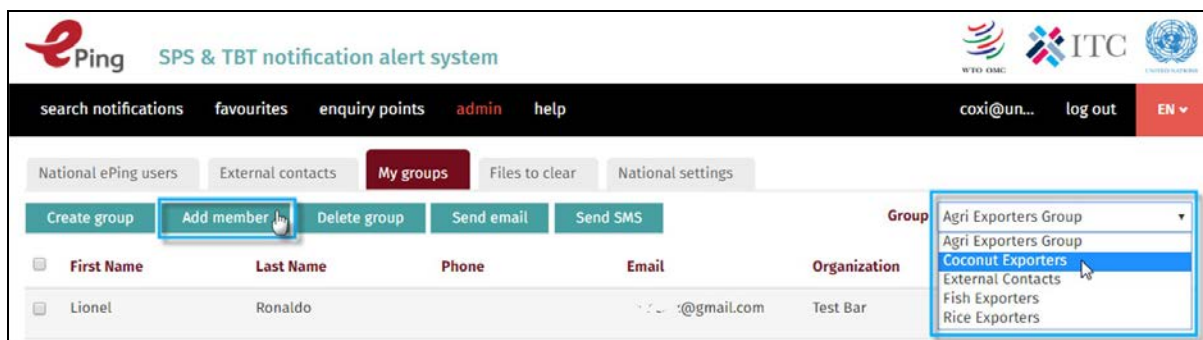 ePing SPS & TBT notification alert system WTO OMC ITC UNITED NATIONS
search notifications favourites enquiry points admin help coxi@un... log out EN
National ePing users External contacts My groups Files to clear National settings
Create group Add member Delete group Send email Send SMS Group Agri Exporters Group
Agri Exporters Group
First Name Last Name Phone Email Organization Coconut Exporters
External Contacts
Lionel Ronaldo @gmail.com Test Bar Fish Exporters
Rice Exporters